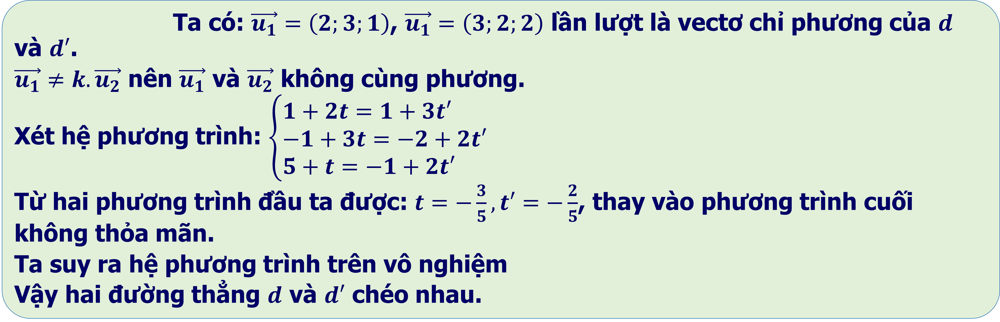 Ta có: $\overrightarrow{u_1} = (2; 3; 1)$, $\overrightarrow{u_1} = (3; 2; 2)$ lần lượt là vectơ chỉ phương của $d$
và $d'$.
$\overrightarrow{u_1} \neq k.\overrightarrow{u_2}$ nên $\overrightarrow{u_1}$ và $\overrightarrow{u_2}$ không cùng phương.
Xét hệ phương trình: $\begin{cases} 1 + 2t = 1 + 3t' \\ -1 + 3t = -2 + 2t' \\ 5 + t = -1 + 2t' \end{cases}$
Từ hai phương trình đầu ta được: $t = -\frac{3}{5}, t' = -\frac{2}{5}$, thay vào phương trình cuối
không thỏa mãn.
Ta suy ra hệ phương trình trên vô nghiệm
Vậy hai đường thẳng $d$ và $d'$ chéo nhau.